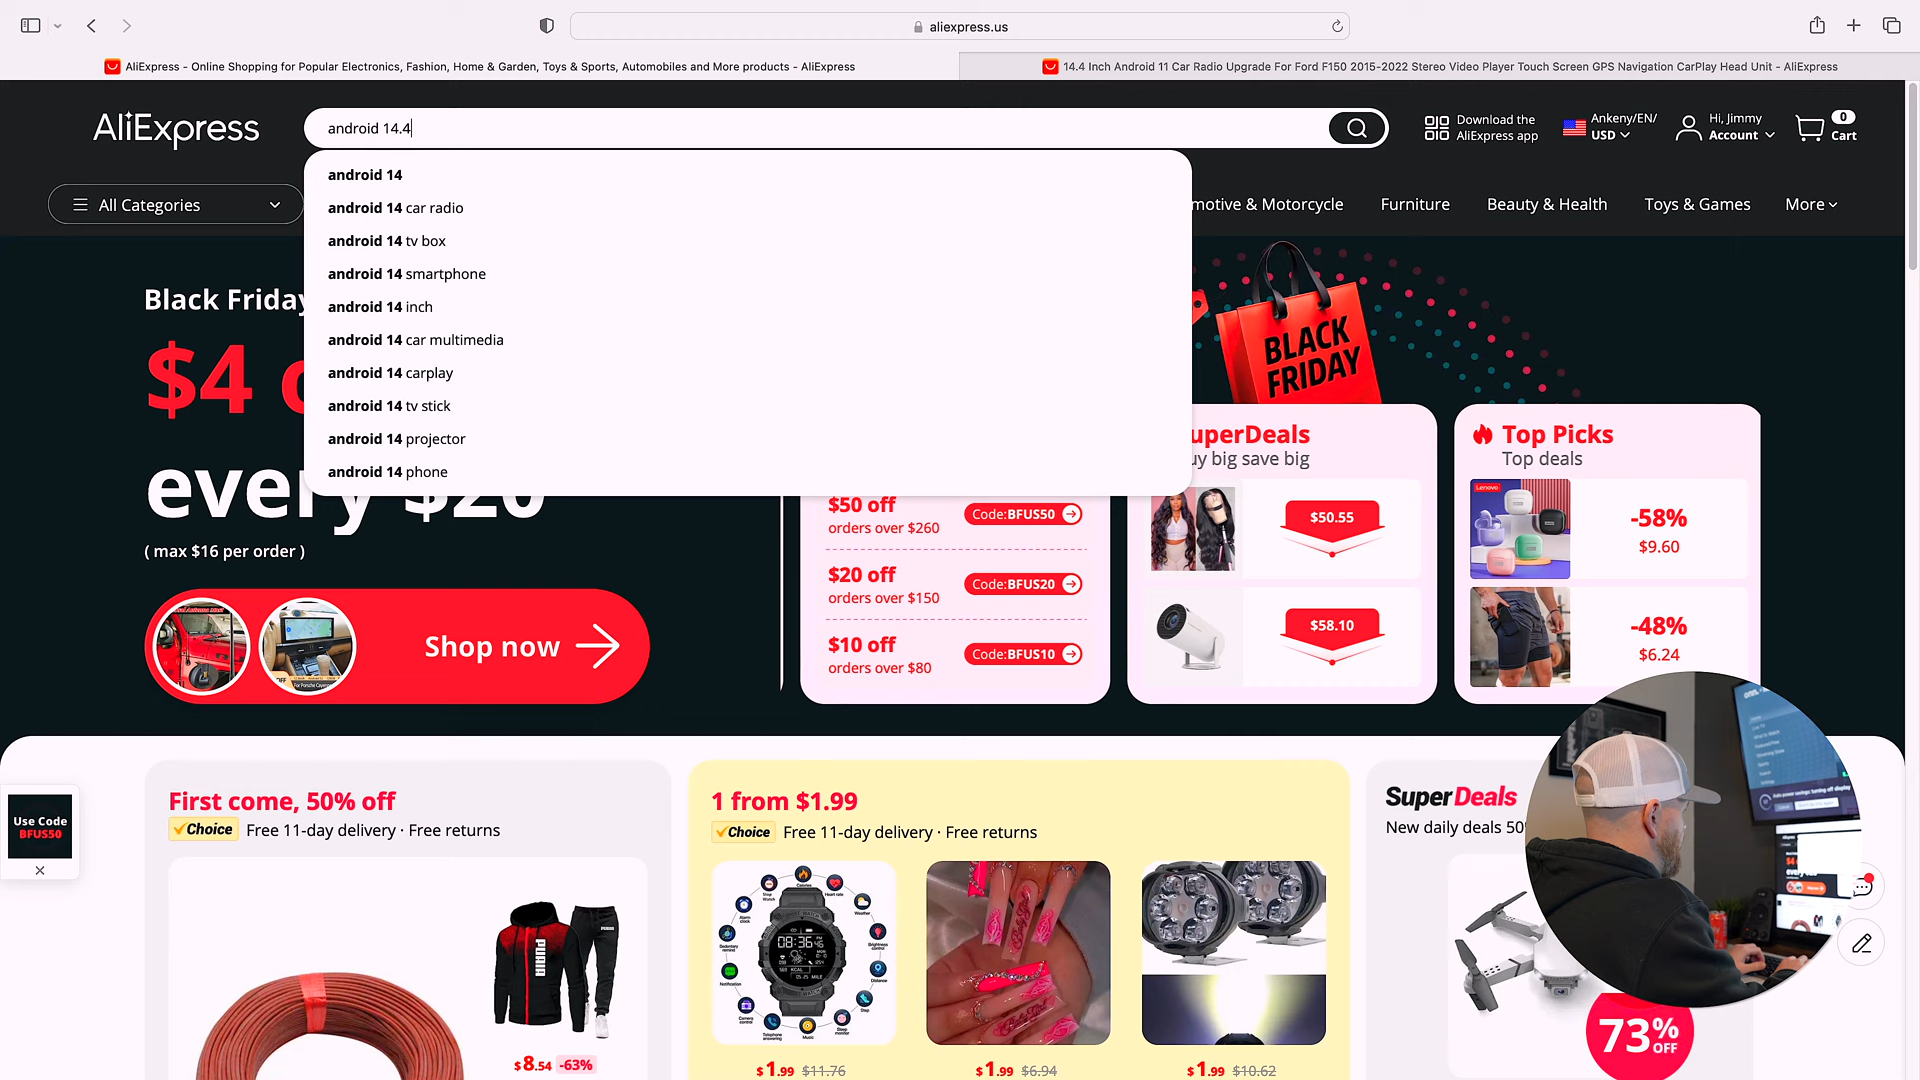 aliexpress.us
AliExpress - Online Shopping for Popular Electronics, Fashion, Home & Garden, Toys & Sports, Automobiles and More products - AliExpress
14.4 Inch Android 11 Car Radio Upgrade For Ford F150 2015-2022 Stereo Video Player Touch Screen GPS Navigation CarPlay Head Unit - AliExpress
AliExpress
android 14.4
Download the
AliExpress app
Ankeny/EN/
USD
Hi, Jimmy
Account
0
Cart
android 14
android 14 car radio
android 14 tv box
android 14 smartphone
android 14 inch
android 14 car multimedia
android 14 carplay
android 14 tv stick
android 14 projector
android 14 phone
All Categories
motive & Motorcycle
Furniture
Beauty & Health
Toys & Games
More
Black Friday
$4 o
every $20
( max $16 per order )
Shop now
BLACK
FRIDAY
$50 off
orders over $260
Code:BFUS50
$20 off
orders over $150
Code:BFUS20
$10 off
orders over $80
Code:BFUS10
uperDeals
uy big save big
$50.55
$58.10
Top Picks
Top deals
Lenovo
-58%
$9.60
-48%
$6.24
Use Code
BFUS50
First come, 50% off
Choice
Free 11-day delivery · Free returns
PUMA
$8.54 -63%
1 from $1.99
Choice
Free 11-day delivery · Free returns
08:36
$1.99 $11.76
$1.99 $6.94
$1.99 $10.62
SuperDeals
New daily deals 50
73%
OFF